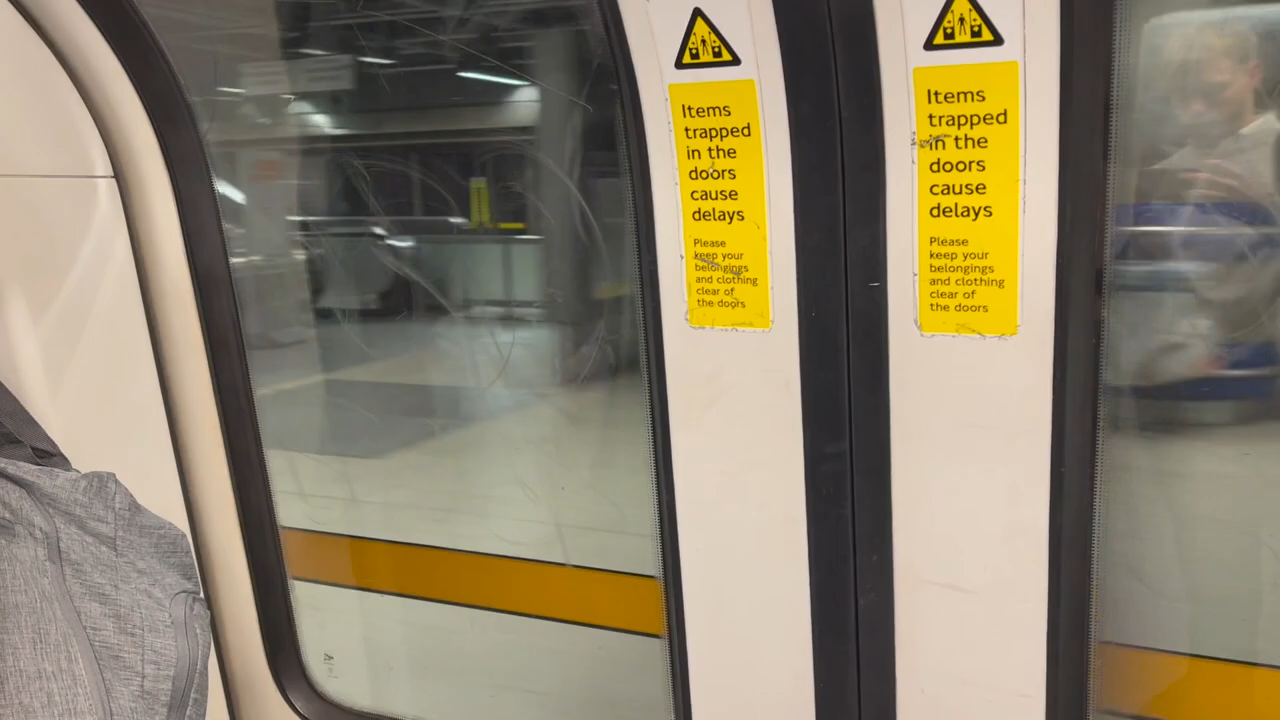 Items
trapped
in the
doors
cause
delays
Please
keep your
belongings
and clothing
clear of
the doors
Items
trapped
in the
doors
cause
delays
Please
keep your
belongings
and clothing
clear of
the doors